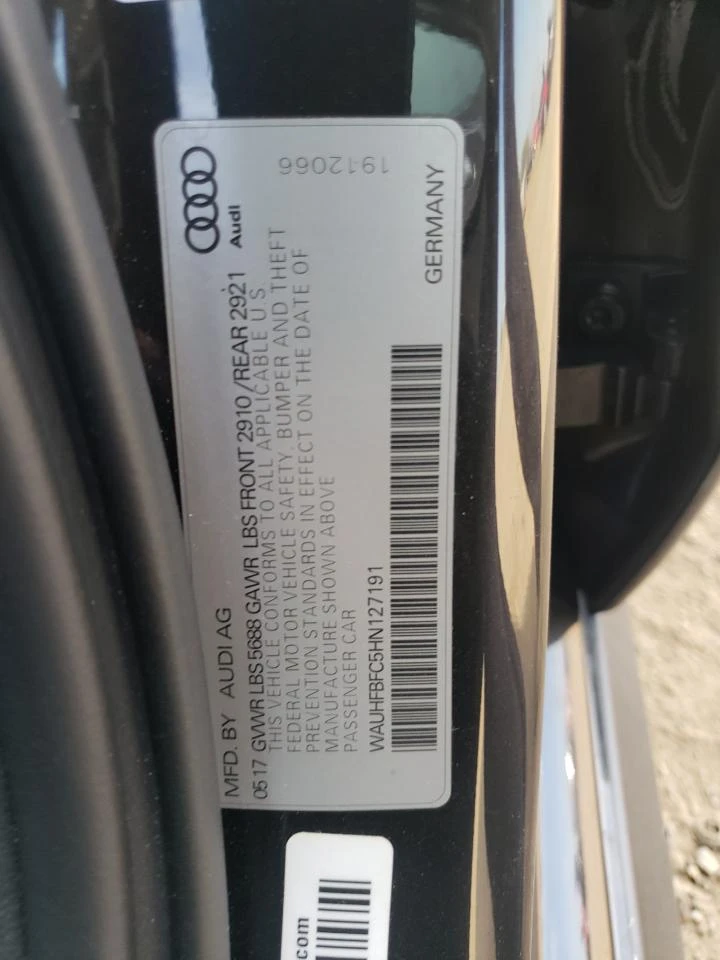 Audi
1912066
MFD. BY AUDI AG
0517 GVWR LBS 5688 GAWR LBS FRONT 2910 /REAR 2921
THIS VEHICLE CONFORMS TO ALL APPLICABLE U.S.
FEDERAL MOTOR VEHICLE SAFETY, BUMPER AND THEFT
PREVENTION STANDARDS IN EFFECT ON THE DATE OF
MANUFACTURE SHOWN ABOVE
PASSENGER CAR
WAUHFBFC5HN127191
GERMANY
.com